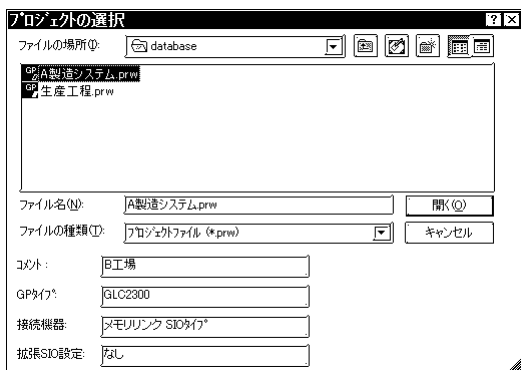 ﾌﾟﾛｼﾞｪｸﾄの選択
ファイルの場所(I):
database
A製造システム.prw
生産工程.prw
ファイル名(N):
A製造システム.prw
開く(O)
ファイルの種類(T):
ﾌﾟﾛｼﾞｪｸﾄﾌｧｲﾙ (*.prw)
キャンセル
ｺﾒﾝﾄ :
B工場
GPﾀｲﾌﾟ:
GLC2300
接続機器:
メモリリンク SIOﾀｲﾌﾟ
拡張SIO設定:
なし